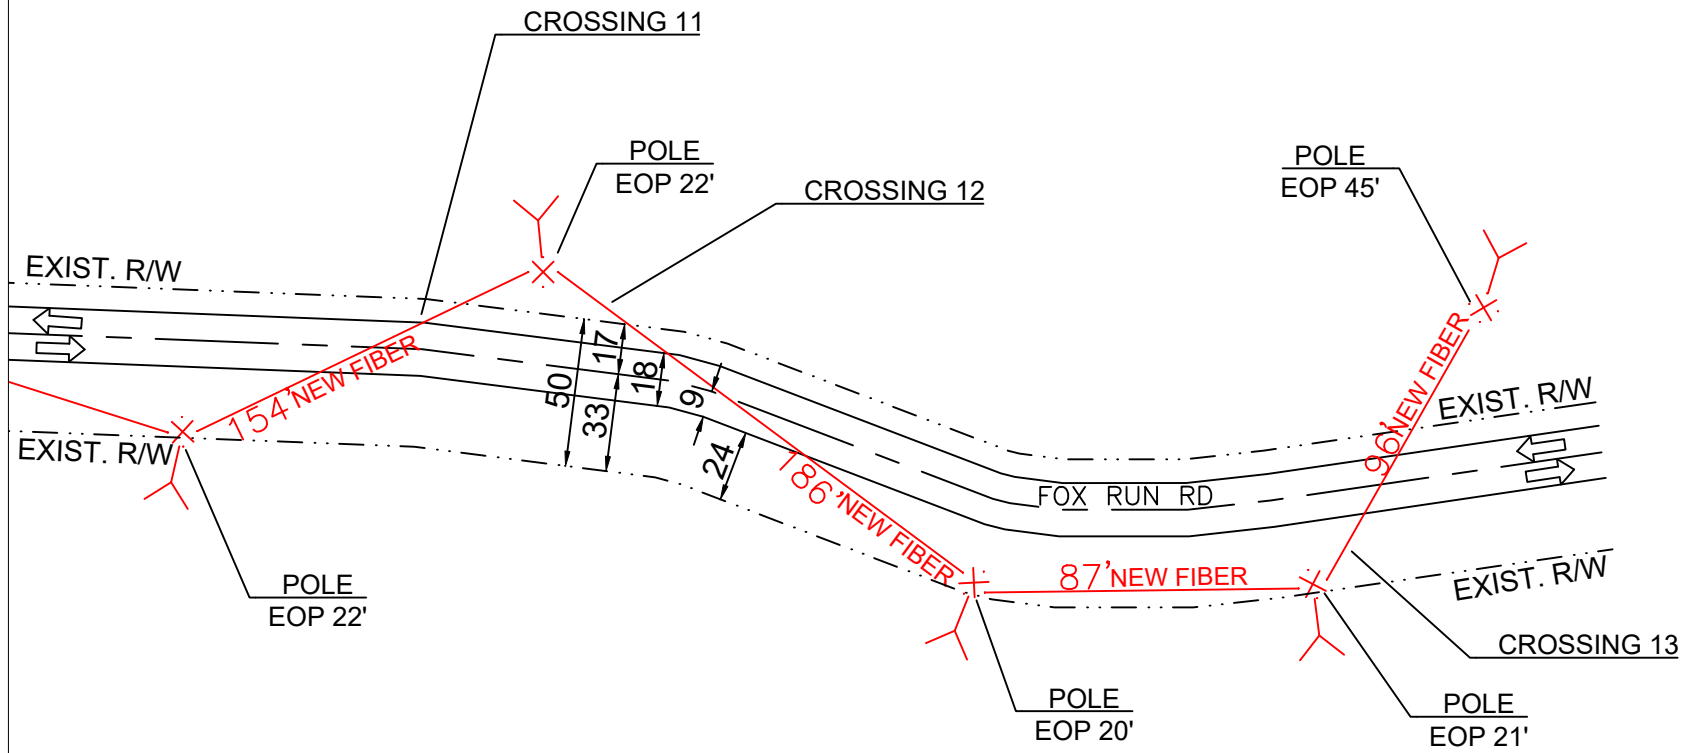 CROSSING 11
POLE
EOP 22'
CROSSING 12
POLE
EOP 45'
EXIST. R/W
154'NEW FIBER
50
17
33
18
9
24
96'NEW FIBER
EXIST. R/W
EXIST. R/W
186'NEW FIBER
FOX RUN RD
87'NEW FIBER
EXIST. R/W
POLE
EOP 22'
CROSSING 13
POLE
EOP 20'
POLE
EOP 21'